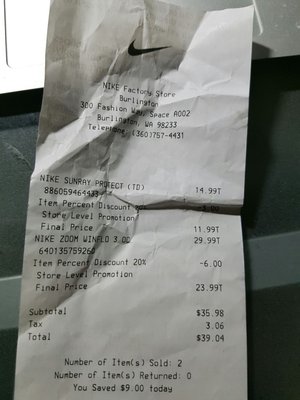 NIKE Factory Store
Burlington
300 Fashion Way, Space A002
Burlington, WA 98233
Telephone: (360)757-4431
NIKE SUNRAY PROTECT (TD)
886059464433 14.99T
Item Percent Discount 20% -3.00
Store Level Promotion
Final Price 11.99T
NIKE ZOOM WINFLO 3.00 29.99T
640135759260
Item Percent Discount 20% -6.00
Store Level Promotion
Final Price 23.99T
Subtotal $35.98
Tax 3.06
Total $39.04
Number of Item(s) Sold: 2
Number of Item(s) Returned: 0
You Saved $9.00 today